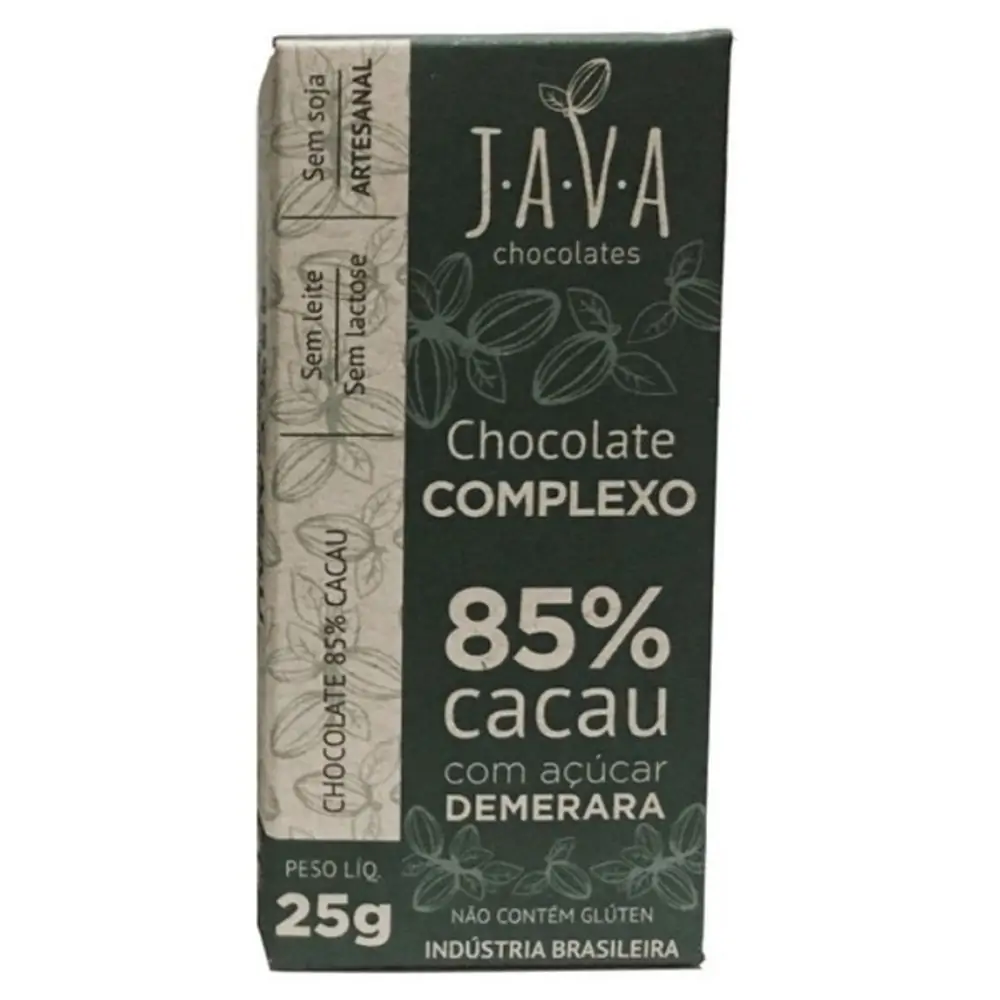 J.A.V.A
chocolates
Chocolate
COMPLEXO
85%
cacau
com açúcar
DEMERARA
NÃO CONTÉM GLÚTEN
INDÚSTRIA BRASILEIRA
Sem soja
ARTESANAL
Sem leite
Sem lactose
CHOCOLATE 85% CACAU
PESO LÍQ.
25g